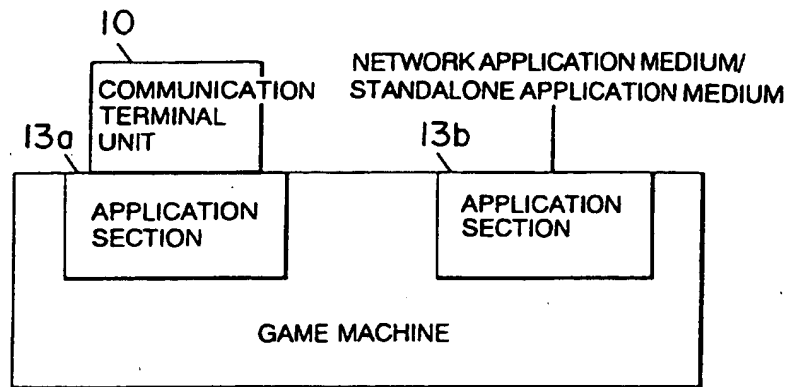 10
COMMUNICATION
TERMINAL
UNIT
NETWORK APPLICATION MEDIUM/
STANDALONE APPLICATION MEDIUM
13a
13b
APPLICATION
SECTION
APPLICATION
SECTION
GAME MACHINE